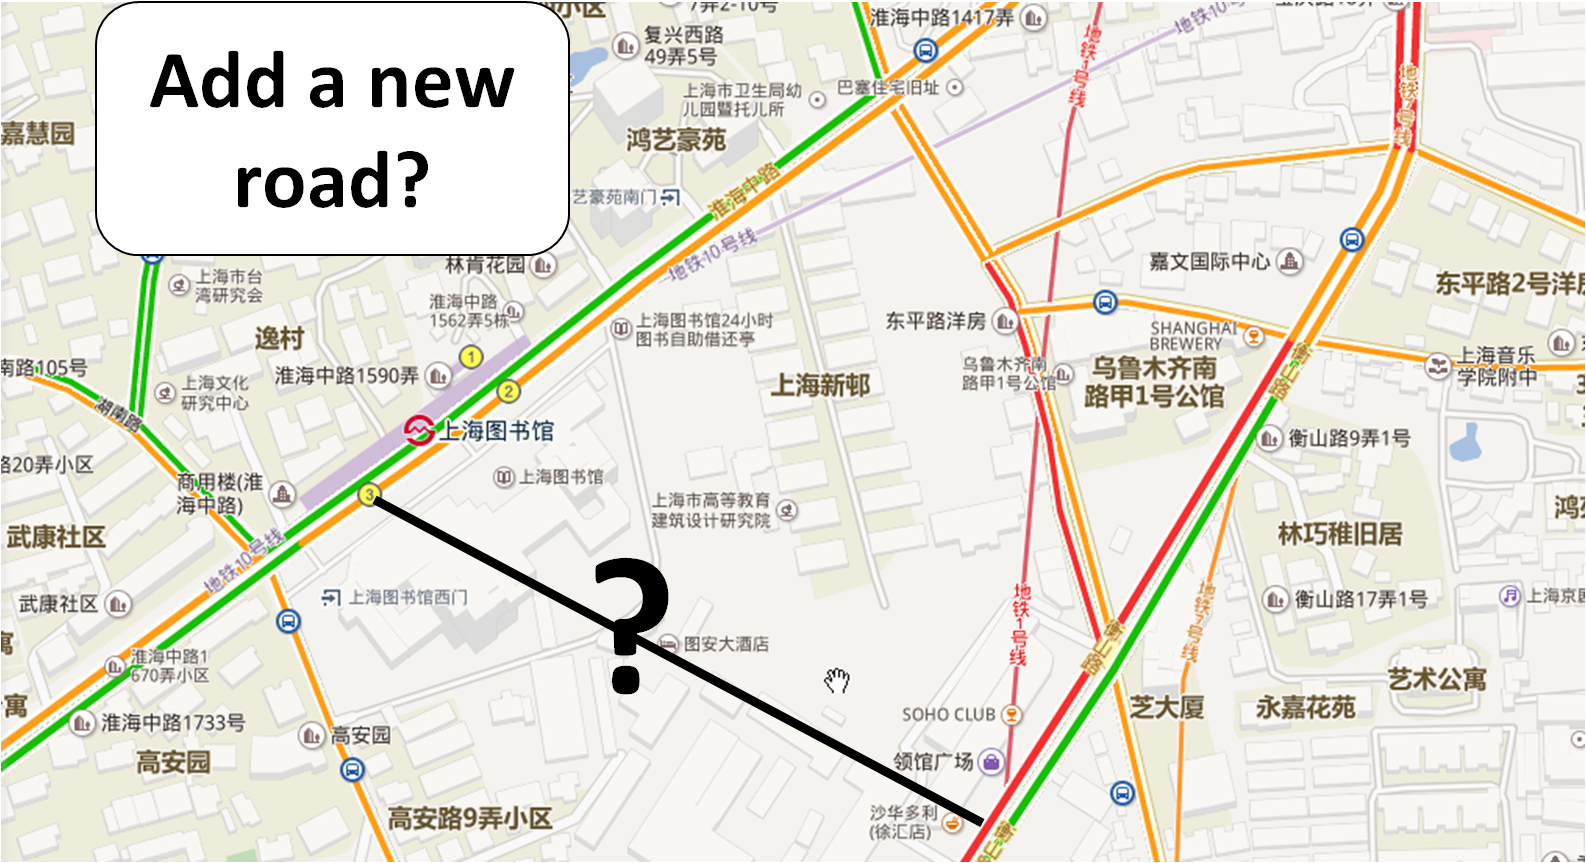 Add a new
road?
7弄2-10号
小区
复兴西路
49弄5号
淮海中路1417弄
地铁10号线
地铁1号线
地铁7号线
上海市卫生局幼
儿园暨托儿所
巴塞住宅旧址
嘉慧园
鸿艺豪苑
艺豪苑南门
淮海中路
地铁10号线
林肯花园
嘉文国际中心
东平路2号洋房
上海市台
湾研究会
淮海中路
1562弄5栋
上海图书馆24小时
图书自助借还亭
东平路洋房
SHANGHAI
BREWERY
逸村
1
南路105号
淮海中路1590弄
2
上海新邨
乌鲁木齐南
路甲1号公馆
乌鲁木齐南
路甲1号公馆
衡山路
上海音乐
学院附中
上海文化
研究中心
湖南路
上海图书馆
衡山路9弄1号
路20弄小区
商用楼(淮
海中路)
3
上海图书馆
上海市高等教育
建筑设计研究院
武康社区
林巧稚旧居
地铁10号线
上海图书馆西门
武康社区
地铁1号线
地铁7号线
衡山路17弄1号
上海京剧
?
衡山路
淮海中路1
670弄小区
图安大酒店
艺术公寓
寓
淮海中路1733号
高安园
SOHO CLUB
芝大厦
永嘉花苑
高安园
领馆广场
高安路9弄小区
沙华多利
(徐汇店)
衡山